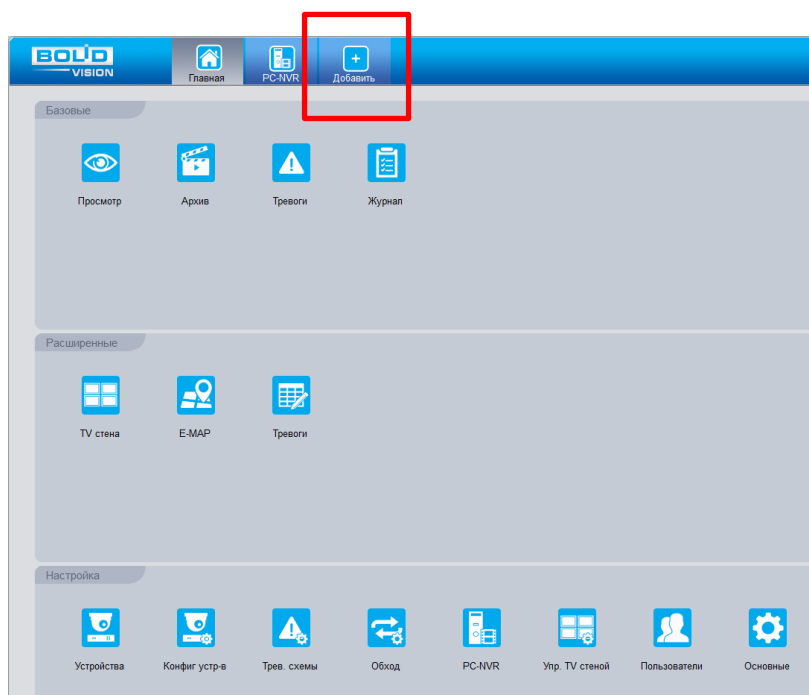 BOLID
VISION
Главная
PC-NVR
Добавить
Базовые
Просмотр
Архив
Тревоги
Журнал
Расширенные
TV стена
E-MAP
Тревоги
Настройка
Устройства
Конфиг устр-в
Трев. схемы
Обход
PC-NVR
Упр. TV стеной
Пользователи
Основные